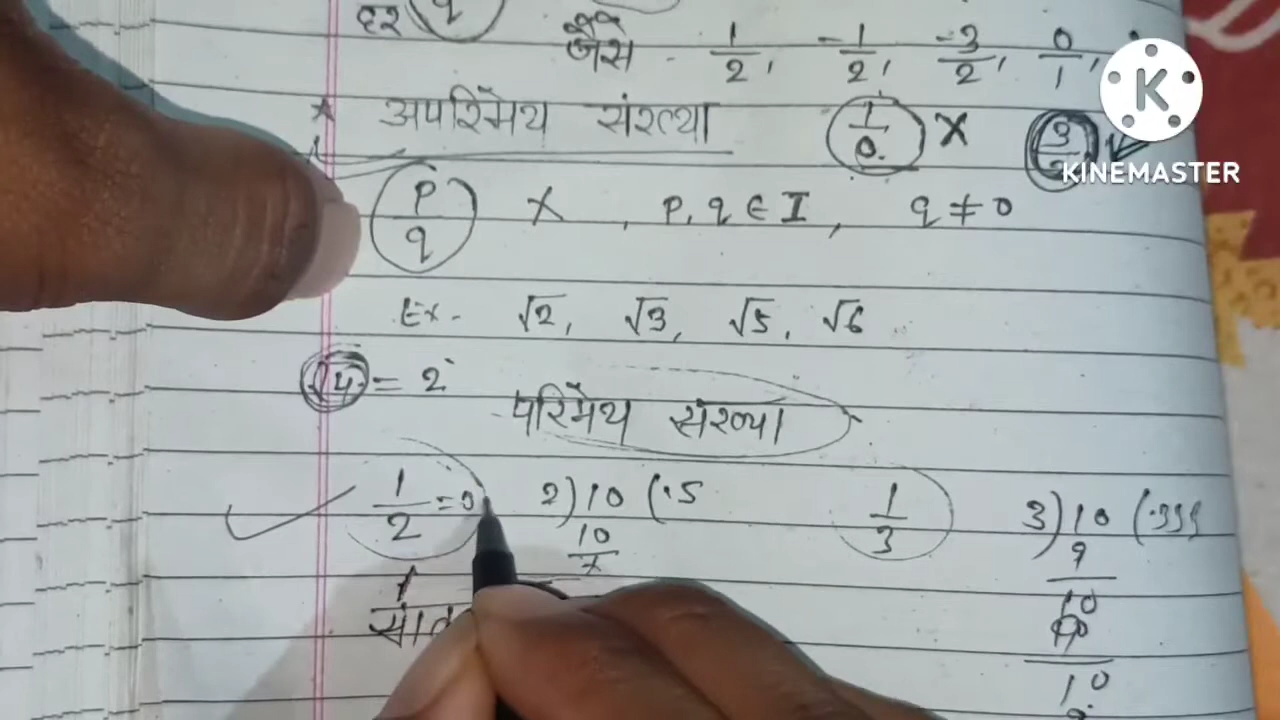 हर q
जैसे - 1/2, -1/2, -3/2, 0/1,
* अपरिमेय संख्या 1/0 X
p/q X , p, q ∈ I, q ≠ 0
Ex - √2, √3, √5, √6
√4 = 2
परिमेय संख्या
1/2 = 0 2)10(.5 1/3 3)10(.333
10 9
10
10
K
KINEMASTER